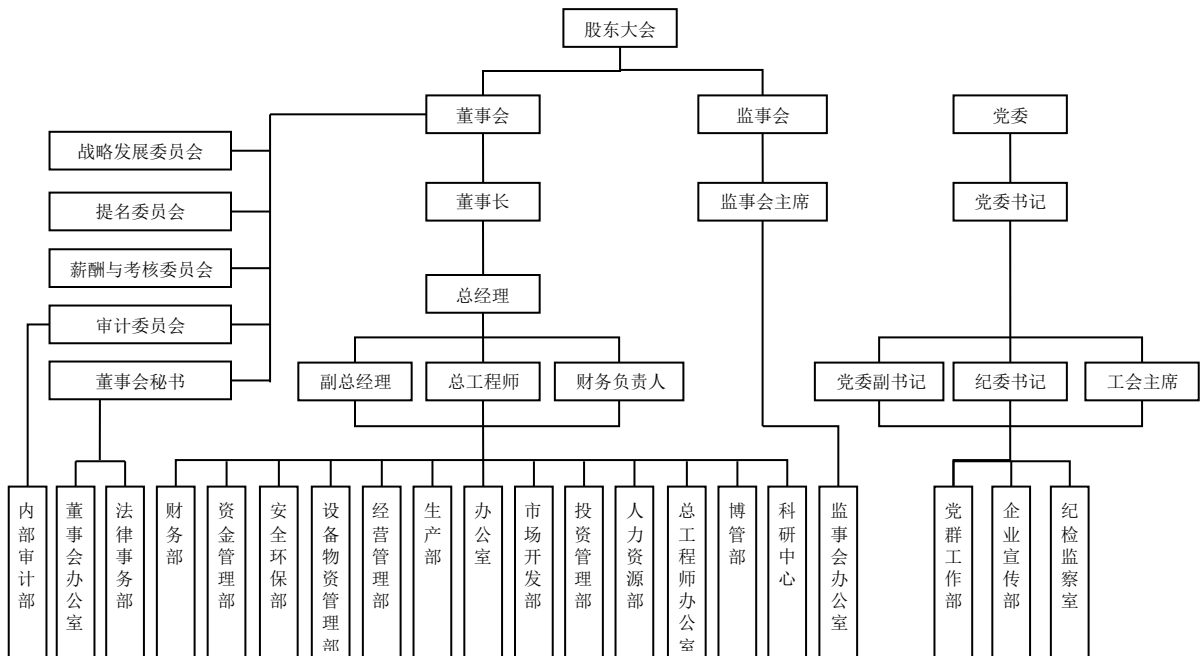 股东大会
董事会
监事会
党委
战略发展委员会
提名委员会
董事长
监事会主席
党委书记
薪酬与考核委员会
总经理
审计委员会
董事会秘书
副总经理
总工程师
财务负责人
党委副书记
纪委书记
工会主席
内部审计部
董事会办公室
法律事务部
财务部
资金管理部
安全环保部
设备物资管理部
经营管理部
生产部
办公室
市场开发部
投资管理部
人力资源部
总工程师办公室
博管部
科研中心
监事会办公室
党群工作部
企业宣传部
纪检监察室